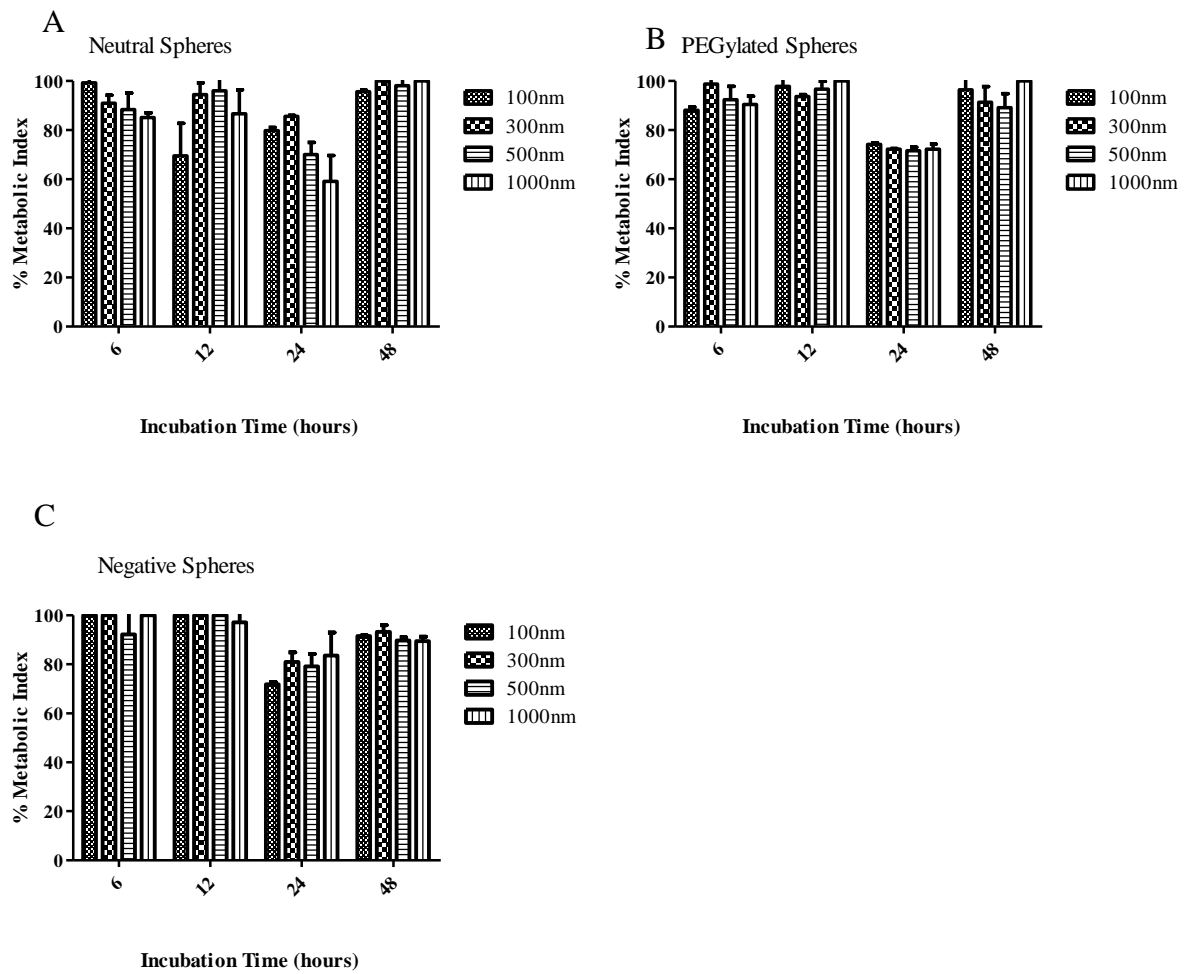 A
Neutral Spheres
% Metabolic Index
100
80
60
40
20
0
6
12
24
48
Incubation Time (hours)
100nm
300nm
500nm
1000nm
B
PEGylated Spheres
% Metabolic Index
100
80
60
40
20
0
6
12
24
48
Incubation Time (hours)
100nm
300nm
500nm
1000nm
C
Negative Spheres
% Metabolic Index
100
80
60
40
20
0
6
12
24
48
Incubation Time (hours)
100nm
300nm
500nm
1000nm